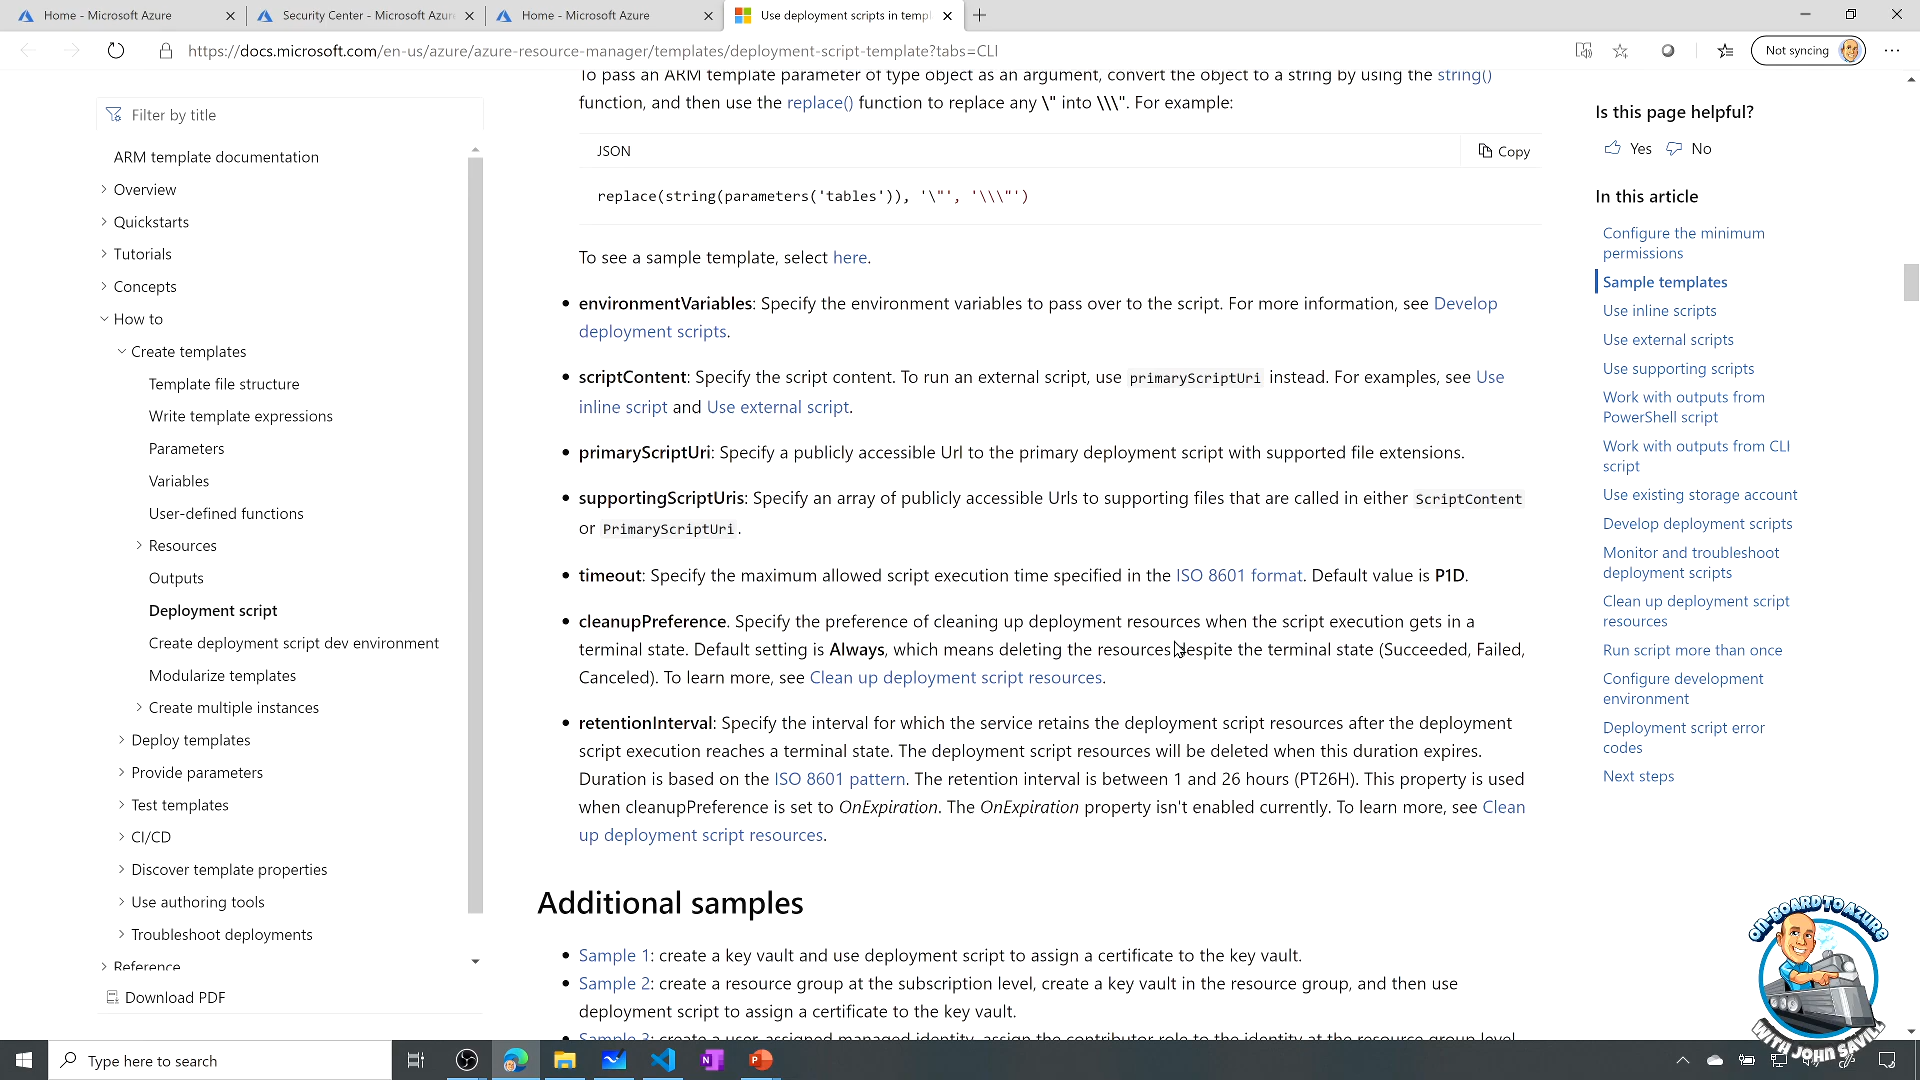 Home - Microsoft Azure
Security Center - Microsoft Azur
Home - Microsoft Azure
Use deployment scripts in templ
https://docs.microsoft.com/en-us/azure/azure-resource-manager/templates/deployment-script-template?tabs=CLI
Not syncing
Filter by title
ARM template documentation
Overview
Quickstarts
Tutorials
Concepts
How to
Create templates
Template file structure
Write template expressions
Parameters
Variables
User-defined functions
Resources
Outputs
Deployment script
Create deployment script dev environment
Modularize templates
Create multiple instances
Deploy templates
Provide parameters
Test templates
CI/CD
Discover template properties
Use authoring tools
Troubleshoot deployments
Reference
Download PDF
To pass an ARM template parameter of type object as an argument, convert the object to a string by using the string()
function, and then use the replace() function to replace any \" into \\\". For example:
JSON
Copy
replace(string(parameters('tables')), '\"', '\\\"')
To see a sample template, select here.
environmentVariables: Specify the environment variables to pass over to the script. For more information, see Develop
deployment scripts.
scriptContent: Specify the script content. To run an external script, use primaryScriptUri instead. For examples, see Use
inline script and Use external script.
primaryScriptUri: Specify a publicly accessible Url to the primary deployment script with supported file extensions.
supportingScriptUris: Specify an array of publicly accessible Urls to supporting files that are called in either ScriptContent
or PrimaryScriptUri.
timeout: Specify the maximum allowed script execution time specified in the ISO 8601 format. Default value is P1D.
cleanupPreference. Specify the preference of cleaning up deployment resources when the script execution gets in a
terminal state. Default setting is Always, which means deleting the resources despite the terminal state (Succeeded, Failed,
Canceled). To learn more, see Clean up deployment script resources.
retentionInterval: Specify the interval for which the service retains the deployment script resources after the deployment
script execution reaches a terminal state. The deployment script resources will be deleted when this duration expires.
Duration is based on the ISO 8601 pattern. The retention interval is between 1 and 26 hours (PT26H). This property is used
when cleanupPreference is set to OnExpiration. The OnExpiration property isn't enabled currently. To learn more, see Clean
up deployment script resources.
Additional samples
Sample 1: create a key vault and use deployment script to assign a certificate to the key vault.
Sample 2: create a resource group at the subscription level, create a key vault in the resource group, and then use
deployment script to assign a certificate to the key vault.
Sample 3: create a user-assigned managed identity, assign the contributor role to the identity at the resource group level,
Is this page helpful?
Yes
No
In this article
Configure the minimum
permissions
Sample templates
Use inline scripts
Use external scripts
Use supporting scripts
Work with outputs from
PowerShell script
Work with outputs from CLI
script
Use existing storage account
Develop deployment scripts
Monitor and troubleshoot
deployment scripts
Clean up deployment script
resources
Run script more than once
Configure development
environment
Deployment script error
codes
Next steps
ON-BOARD TO AZURE
WITH JOHN SAVILL
Type here to search